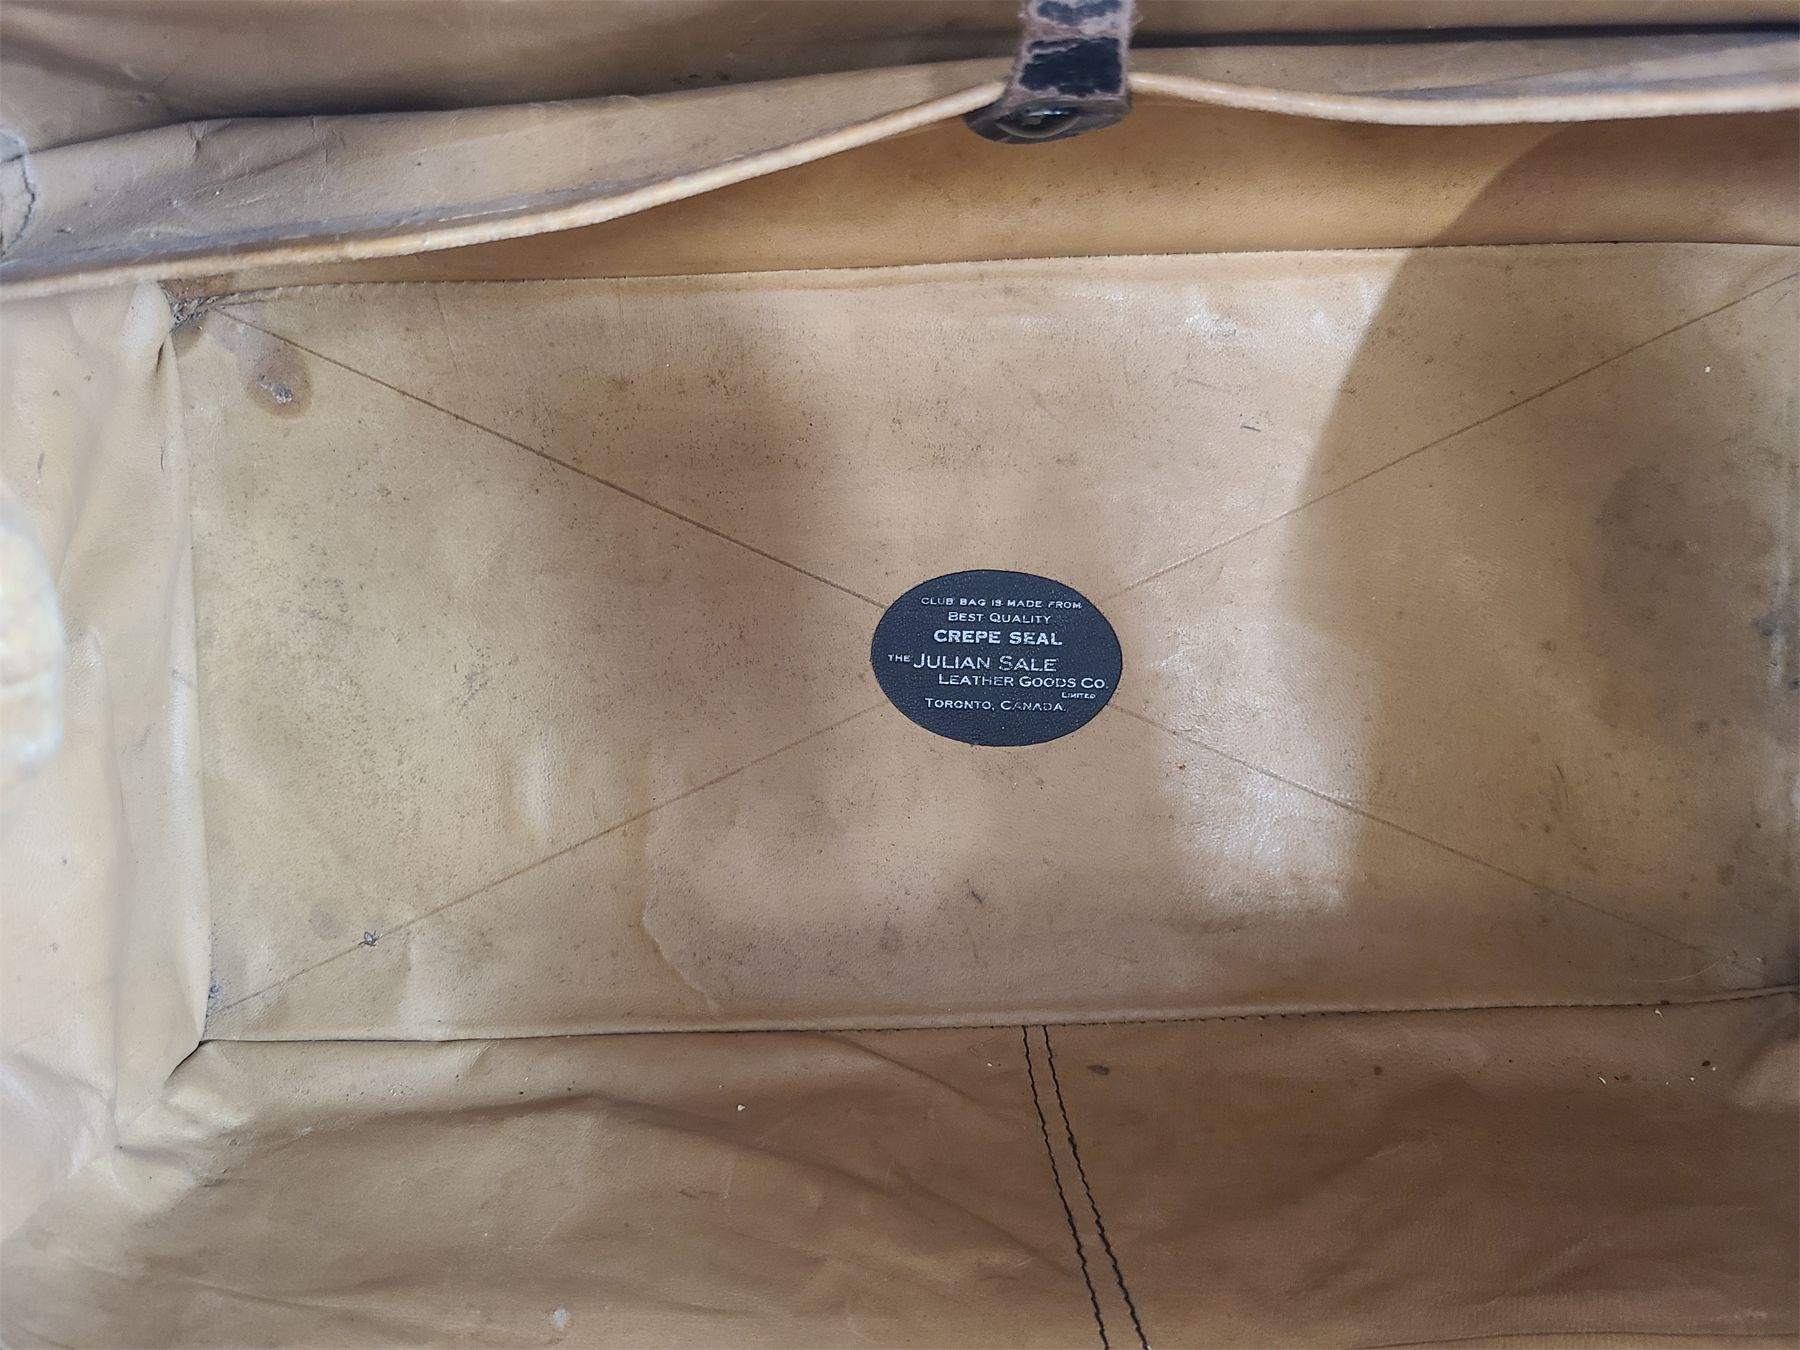 CLUB BAG IS MADE FROM
BEST QUALITY
CREPE SEAL
THE JULIAN SALE
LEATHER GOODS CO.
LIMITED
TORONTO, CANADA.